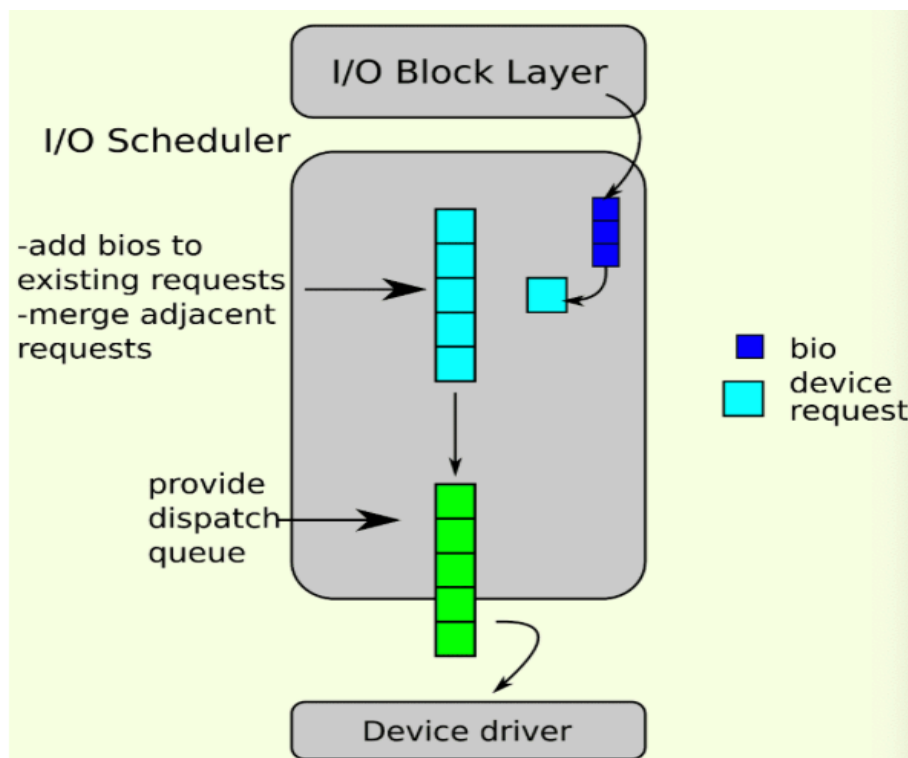 I/O Block Layer
I/O Scheduler
-add bios to
existing requests
-merge adjacent
requests
bio
device
request
provide
dispatch
queue
Device driver